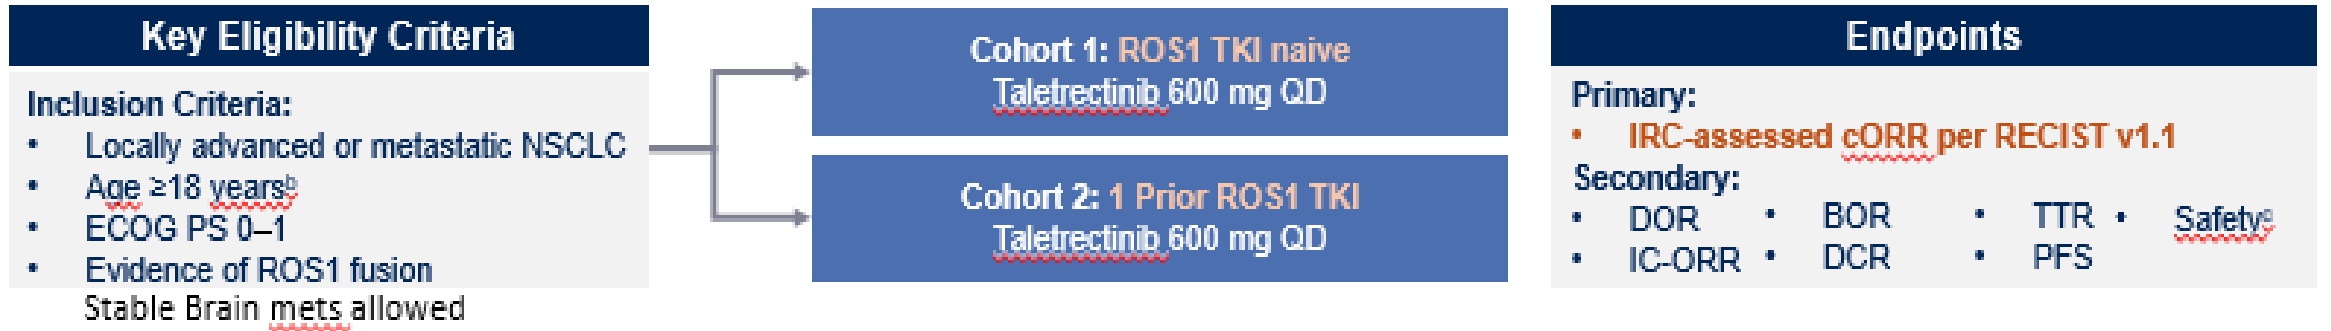 Key Eligibility Criteria
Inclusion Criteria:
• Locally advanced or metastatic NSCLC
• Age ≥18 yearsᵇ
• ECOG PS 0–1
• Evidence of ROS1 fusion
Stable Brain mets allowed
Cohort 1: ROS1 TKI naive
Taletrectinib 600 mg QD
Cohort 2: 1 Prior ROS1 TKI
Taletrectinib 600 mg QD
Endpoints
Primary:
• IRC-assessed cORR per RECIST v1.1
Secondary:
• DOR • BOR • TTR • Safetyᶜ
• IC-ORR • DCR • PFS